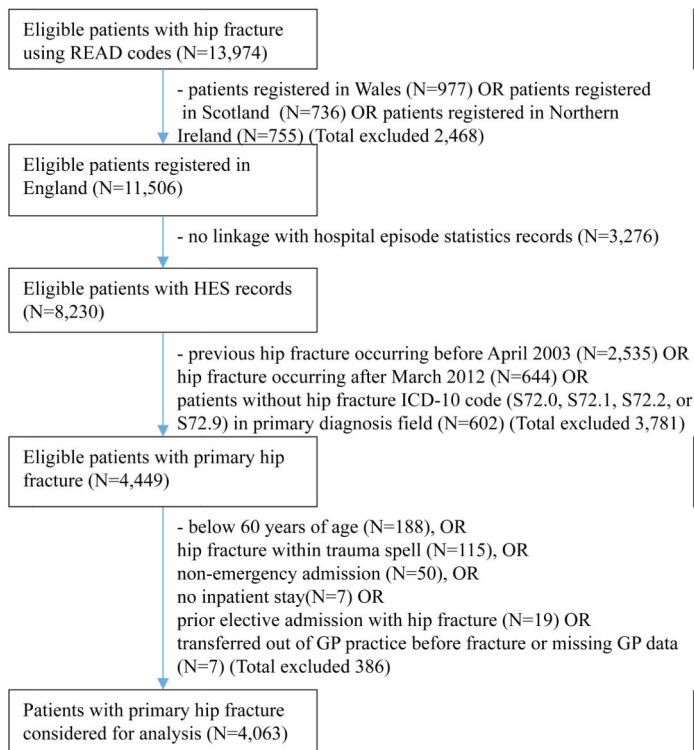 Eligible patients with hip fracture
using READ codes (N=13,974)
- patients registered in Wales (N=977) OR patients registered
in Scotland (N=736) OR patients registered in Northern
Ireland (N=755) (Total excluded 2,468)
Eligible patients registered in
England (N=11,506)
- no linkage with hospital episode statistics records (N=3,276)
Eligible patients with HES records
(N=8,230)
- previous hip fracture occurring before April 2003 (N=2,535) OR
hip fracture occurring after March 2012 (N=644) OR
patients without hip fracture ICD-10 code (S72.0, S72.1, S72.2, or
S72.9) in primary diagnosis field (N=602) (Total excluded 3,781)
Eligible patients with primary hip
fracture (N=4,449)
- below 60 years of age (N=188), OR
hip fracture within trauma spell (N=115), OR
non-emergency admission (N=50), OR
no inpatient stay(N=7) OR
prior elective admission with hip fracture (N=19) OR
transferred out of GP practice before fracture or missing GP data
(N=7) (Total excluded 386)
Patients with primary hip fracture
considered for analysis (N=4,063)